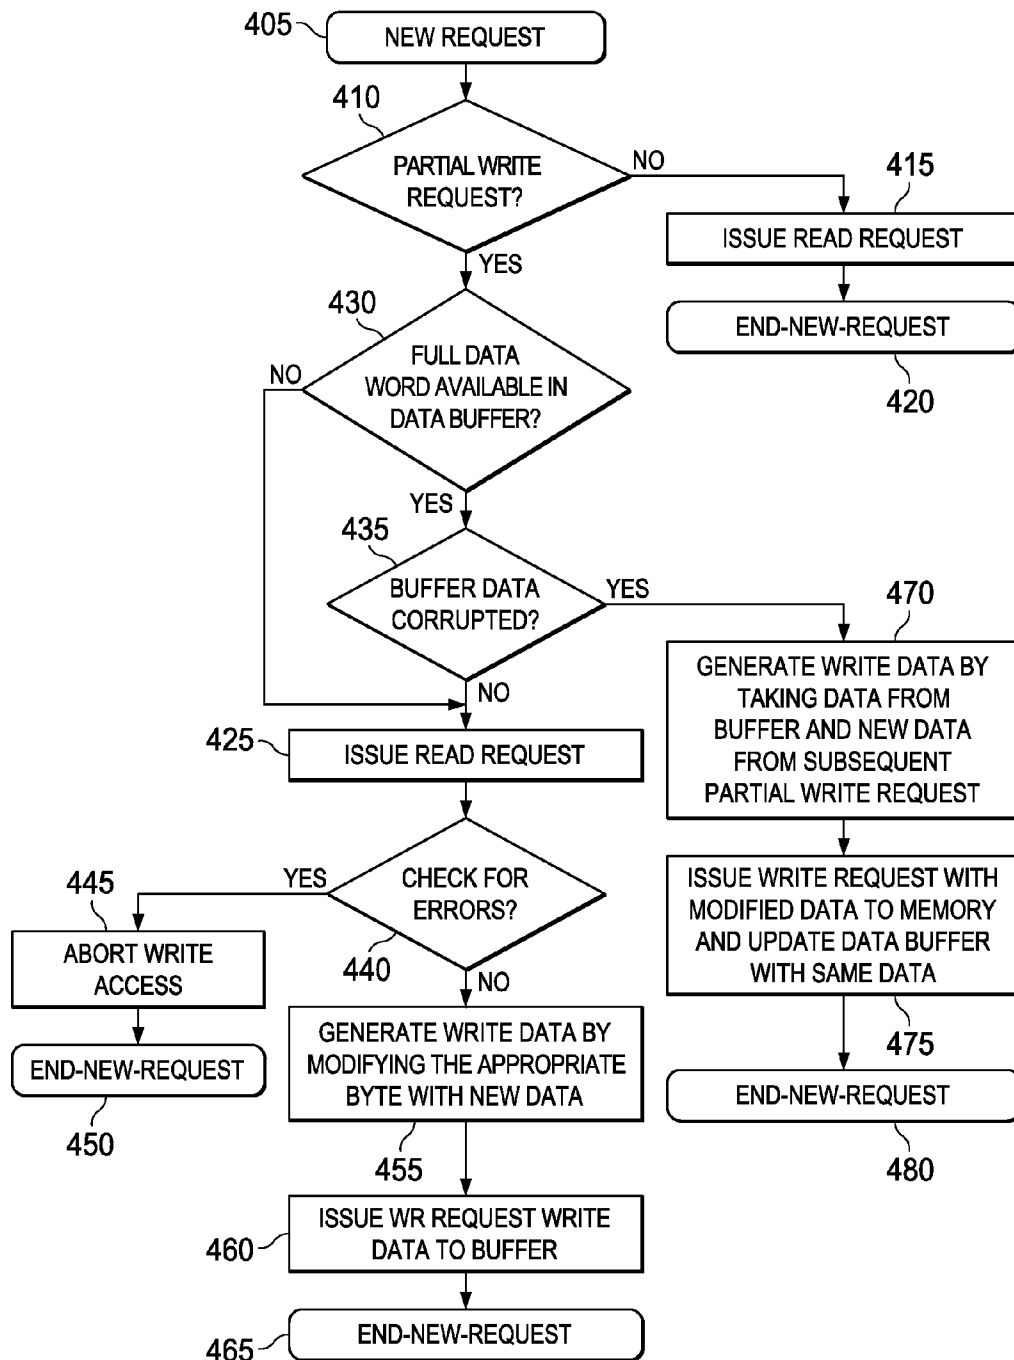 405
NEW REQUEST
410
PARTIAL WRITE
REQUEST?
NO
415
ISSUE READ REQUEST
YES
END-NEW-REQUEST
420
430
FULL DATA
WORD AVAILABLE IN
DATA BUFFER?
NO
YES
435
BUFFER DATA
CORRUPTED?
YES
470
GENERATE WRITE DATA BY
TAKING DATA FROM
BUFFER AND NEW DATA
FROM SUBSEQUENT
PARTIAL WRITE REQUEST
NO
425
ISSUE READ REQUEST
CHECK FOR
ERRORS?
440
YES
445
ABORT WRITE
ACCESS
END-NEW-REQUEST
450
ISSUE WRITE REQUEST WITH
MODIFIED DATA TO MEMORY
AND UPDATE DATA BUFFER
WITH SAME DATA
475
NO
GENERATE WRITE DATA BY
MODIFYING THE APPROPRIATE
BYTE WITH NEW DATA
455
END-NEW-REQUEST
480
460
ISSUE WR REQUEST WRITE
DATA TO BUFFER
465
END-NEW-REQUEST